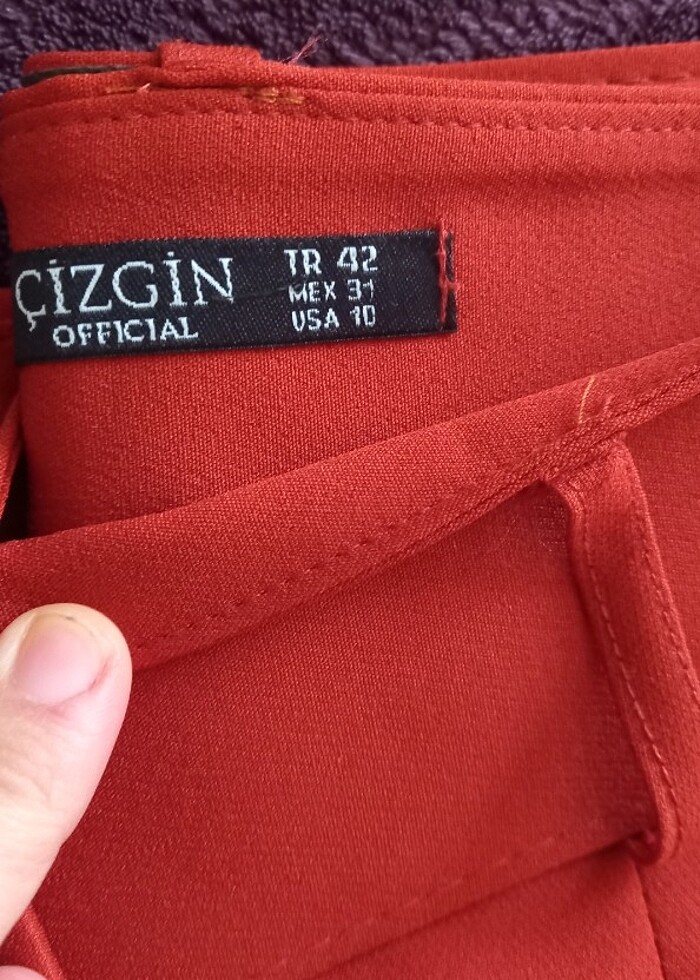 ÇİZGİN
OFFICIAL
TR 42
MEX 31
USA 10